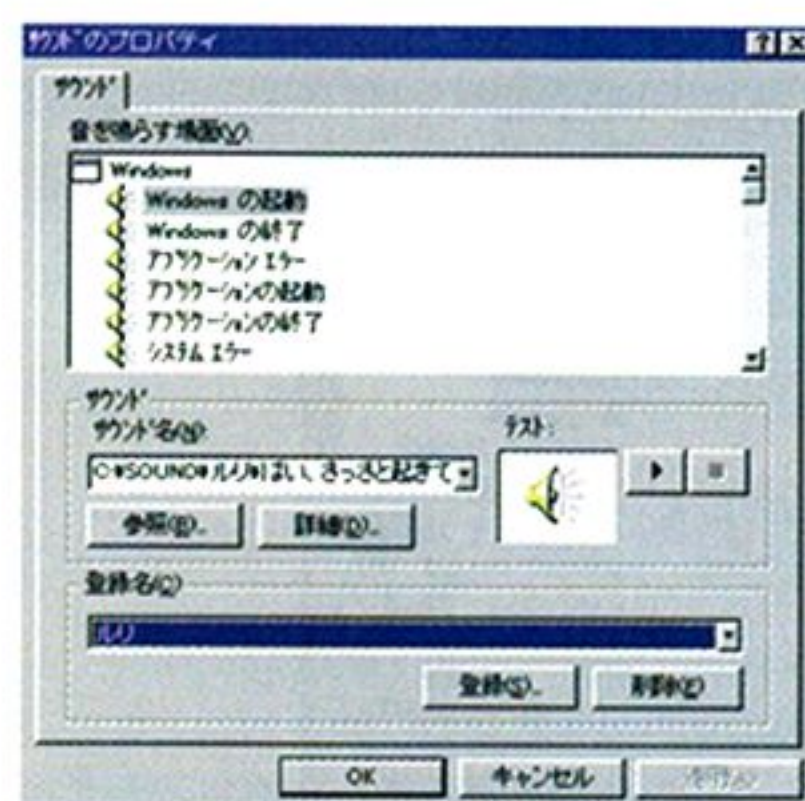 サウンドのプロパティ
サウンド
音を鳴らす場面(V):
Windows
Windows の起動
Windows の終了
アプリケーション エラー
アプリケーションの起動
アプリケーションの終了
システム エラー
サウンド
サウンド名(N):
テスト:
C:¥SOUND¥ルリ¥はい、さっさと起きて
参照(B)...
詳細(D)...
登録名(C)
ルリ
登録(S)...
削除(E)
OK
キャンセル